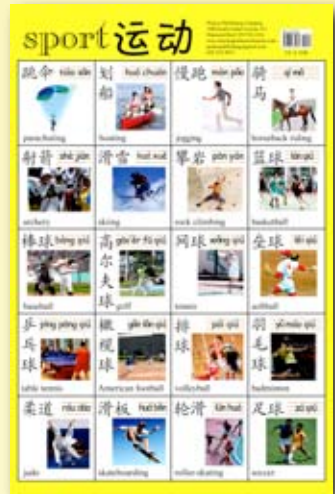 sport 运动
跳伞 tiào sǎn
parachuting
划船 huá chuán
boating
慢跑 màn pǎo
jogging
骑马 qí mǎ
horseback riding
射箭 shè jiàn
archery
滑雪 huá xuě
skiing
攀岩 pān yán
rock climbing
蓝球 lán qiú
basketball
棒球 bàng qiú
baseball
高尔夫球 gāo ěr fū qiú
golf
网球 wǎng qiú
tennis
垒球 lěi qiú
softball
乒乓球 pīng pāng qiú
table tennis
橄榄球 gǎn lǎn qiú
American football
排球 pái qiú
volleyball
羽毛球 yǔ máo qiú
badminton
柔道 róu dào
judo
滑板 huá bǎn
skateboarding
轮滑 lún huá
roller-skating
足球 zú qiú
soccer